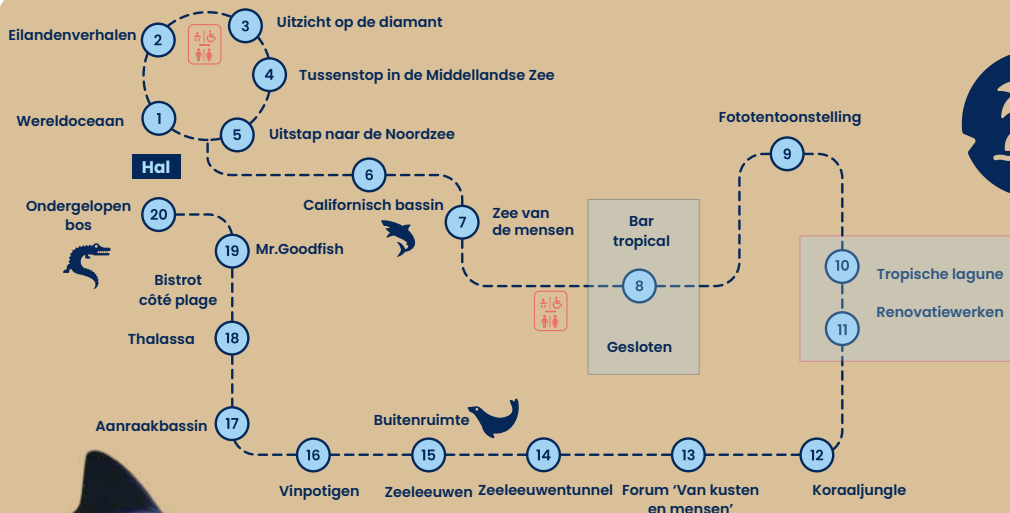 Eilandenverhalen
2
3
Uitzicht op de diamant
4
Tussenstop in de Middellandse Zee
Wereldoceaan
1
5
Uitstap naar de Noordzee
Hal
6
Californisch bassin
7
Zee van
de mensen
Bar
tropical
8
Gesloten
Fototentoonstelling
9
10
Tropische lagune
Renovatiewerken
11
12
Koraaljungle
13
Forum ‘Van kusten
en mensen’
14
Zeeleeuwentunnel
Buitenruimte
15
Zeeleeuwen
16
Vinpotigen
17
Aanraakbassin
18
Thalassa
Bistrot
côté plage
19
Mr.Goodfish
20
Ondergelopen
bos